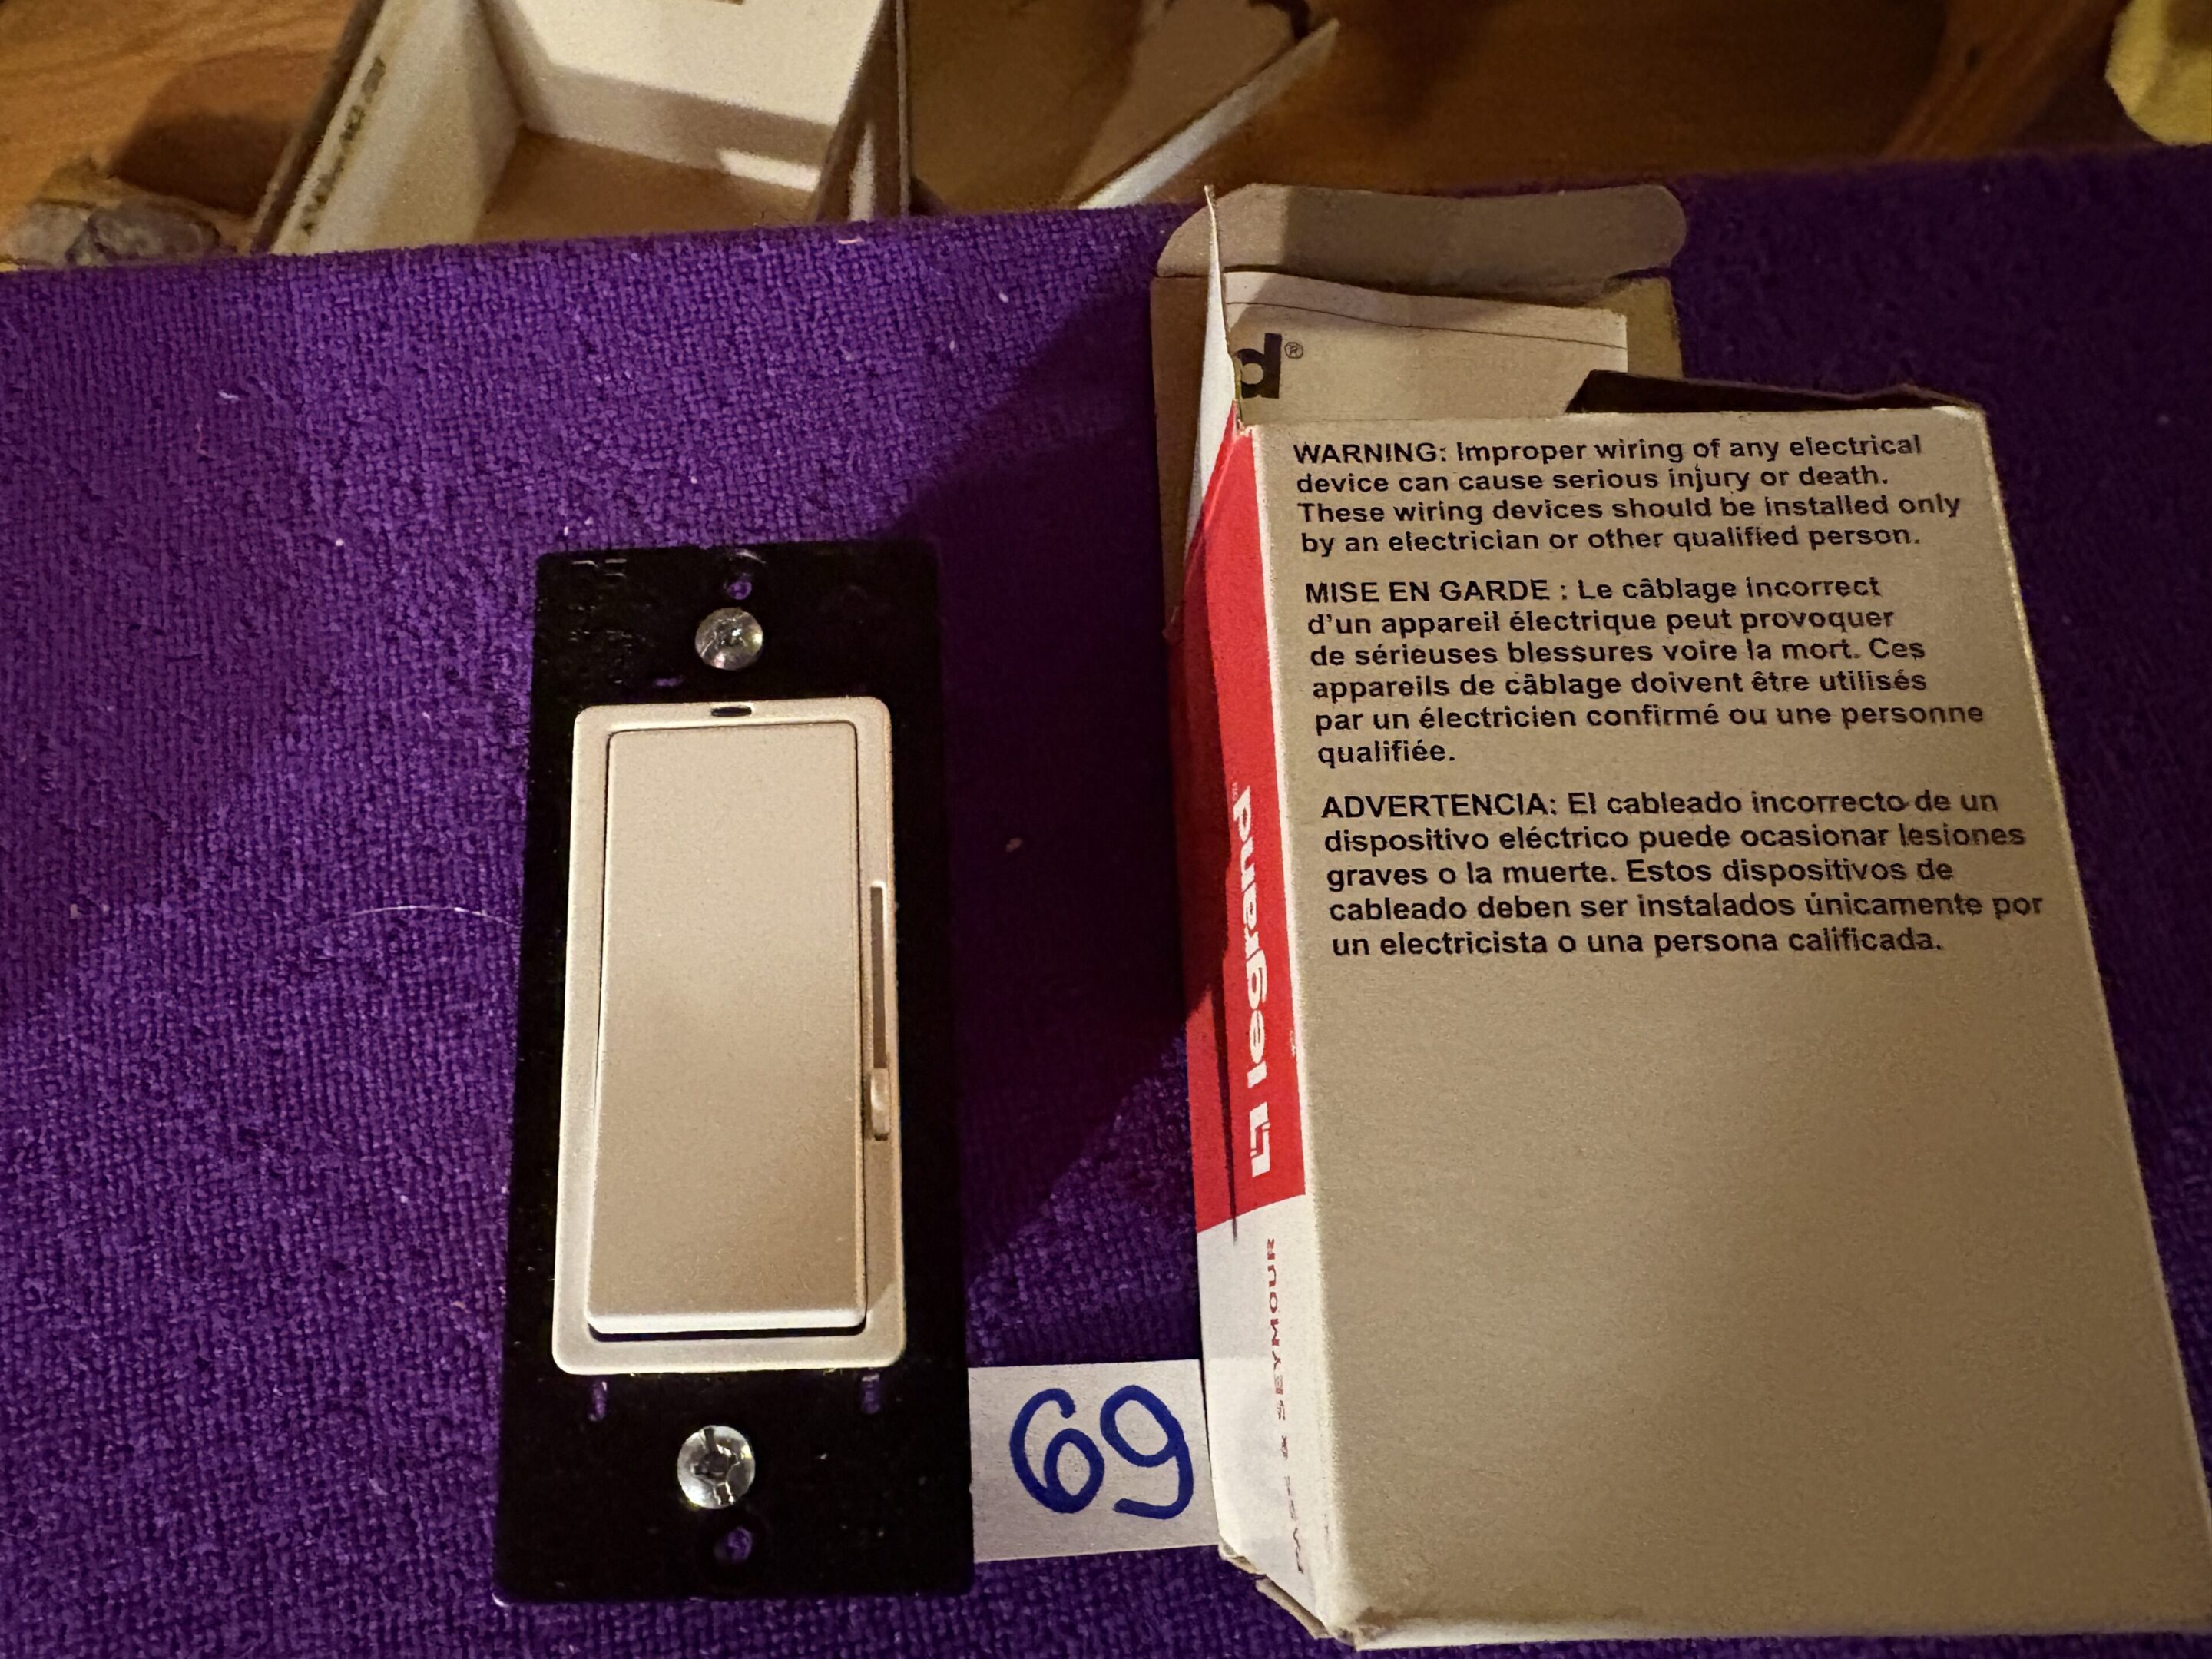 d®
WARNING: Improper wiring of any electrical
device can cause serious injury or death.
These wiring devices should be installed only
by an electrician or other qualified person.
MISE EN GARDE : Le câblage incorrect
d'un appareil électrique peut provoquer
de sérieuses blessures voire la mort. Ces
appareils de câblage doivent être utilisés
par un électricien confirmé ou une personne
qualifiée.
ADVERTENCIA: El cableado incorrecto de un
dispositivo eléctrico puede ocasionar lesiones
graves o la muerte. Estos dispositivos de
cableado deben ser instalados únicamente por
un electricista o una persona calificada.
legrand®
PASS & SEYMOUR
69